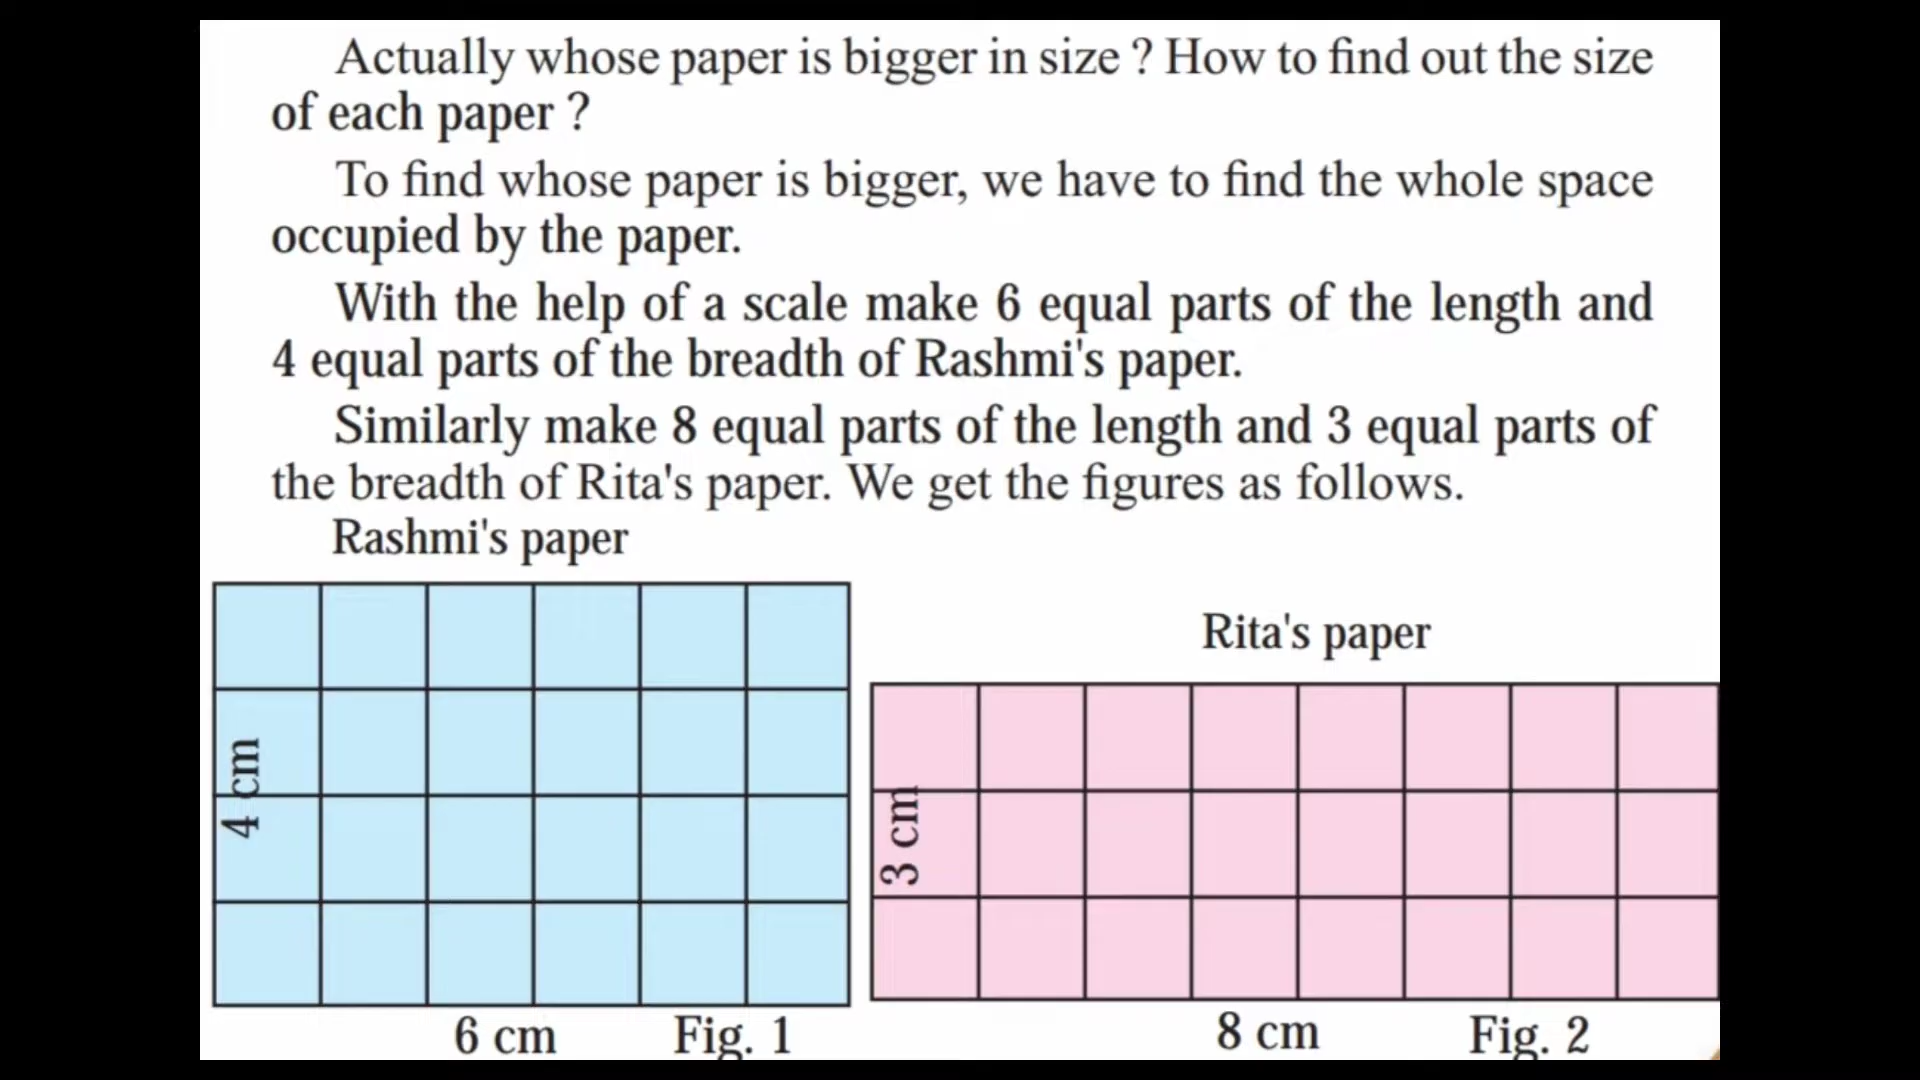 Actually whose paper is bigger in size ? How to find out the size
of each paper ?
To find whose paper is bigger, we have to find the whole space
occupied by the paper.
With the help of a scale make 6 equal parts of the length and
4 equal parts of the breadth of Rashmi's paper.
Similarly make 8 equal parts of the length and 3 equal parts of
the breadth of Rita's paper. We get the figures as follows.
Rashmi's paper
4 cm
6 cm
Fig. 1
Rita's paper
3 cm
8 cm
Fig. 2